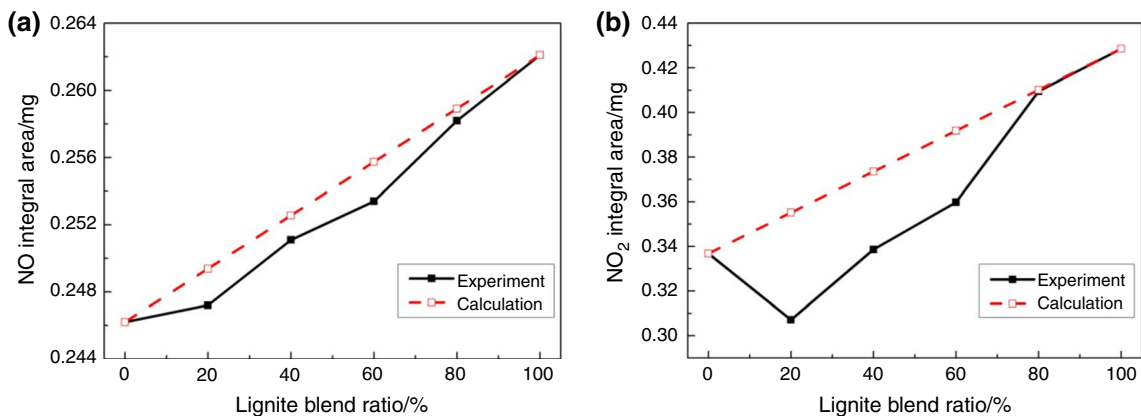 (a)
0.264
0.260
0.256
0.252
0.248
0.244
NO integral area/mg
Experiment
Calculation
0 20 40 60 80 100
Lignite blend ratio/%
(b)
0.44
0.42
0.40
0.38
0.36
0.34
0.32
0.30
NO₂ integral area/mg
Experiment
Calculation
0 20 40 60 80 100
Lignite blend ratio/%